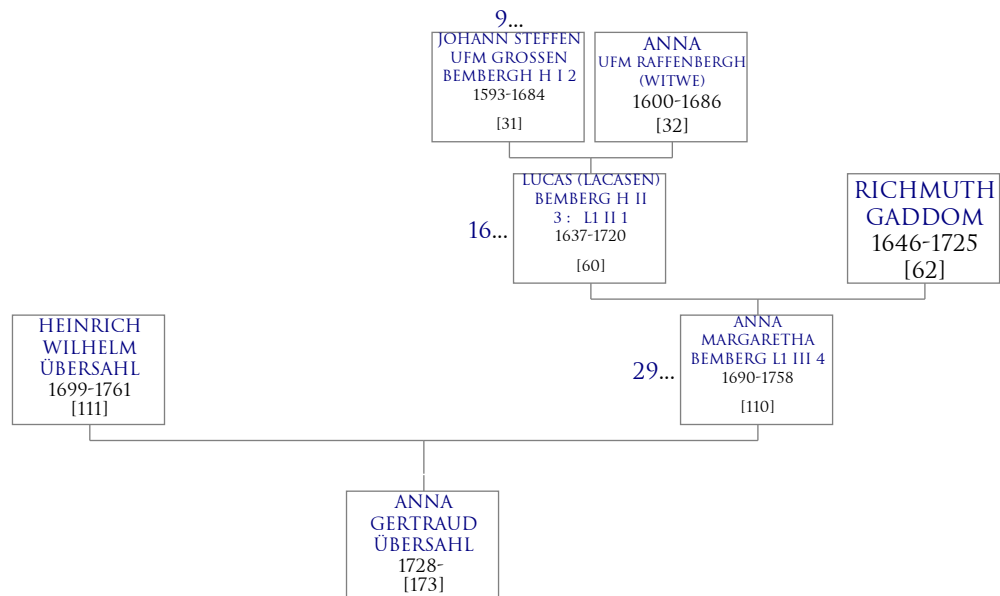 9...
JOHANN STEFFEN
UFM GROSSEN
BEMBERGH H I 2
1593-1684
[31]
ANNA
UFM RAFFENBERGH
(WITWE)
1600-1686
[32]
LUCAS (LACASEN)
BEMBERG H II
3 : L1 II 1
1637-1720
[60]
16...
RICHMUTH
GADDOM
1646-1725
[62]
HEINRICH
WILHELM
ÜBERSAHL
1699-1761
[111]
29...
ANNA
MARGARETHA
BEMBERG L1 III 4
1690-1758
[110]
ANNA
GERTRAUD
ÜBERSAHL
1728-
[173]